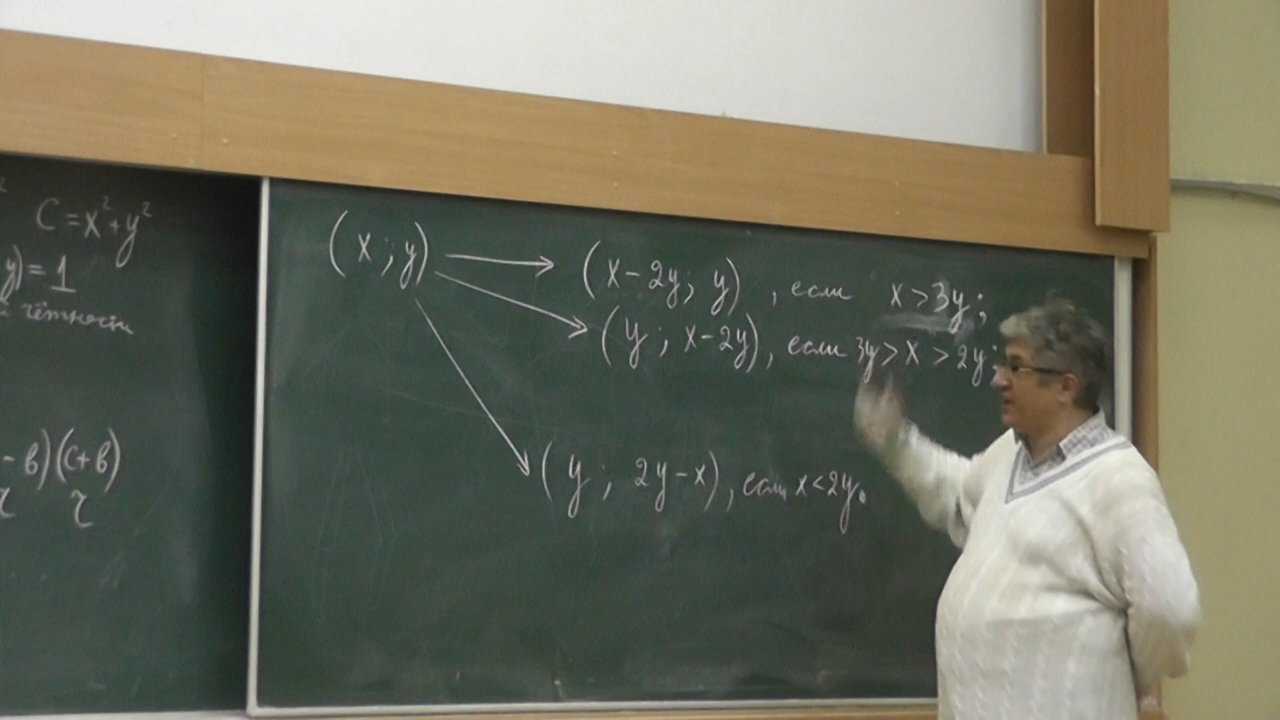 C = x² + y²
y) = 1
чётности
- в)(c + в)
(x ; y)
(x - 2y; y) , если x > 3y;
(y ; x - 2y), если 3y > x > 2y;
(y ; 2y - x), если x < 2y.